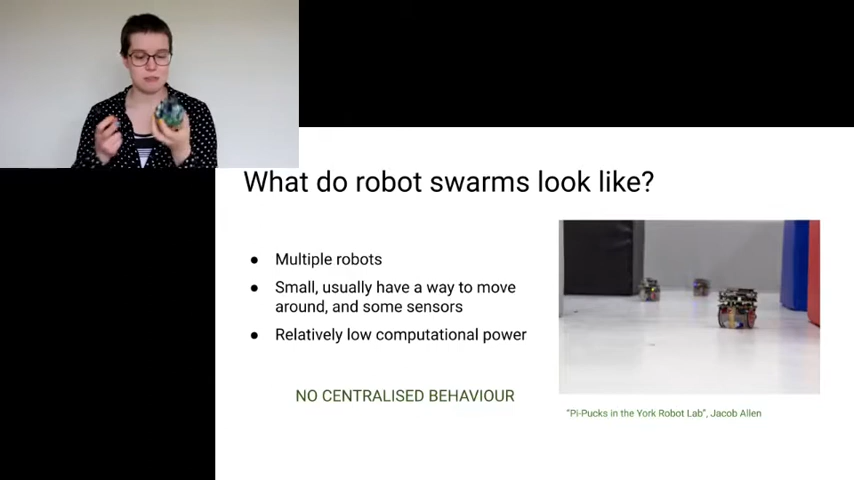 What do robot swarms look like?
● Multiple robots
● Small, usually have a way to move
around, and some sensors
● Relatively low computational power
NO CENTRALISED BEHAVIOUR
"Pi-Pucks in the York Robot Lab", Jacob Allen